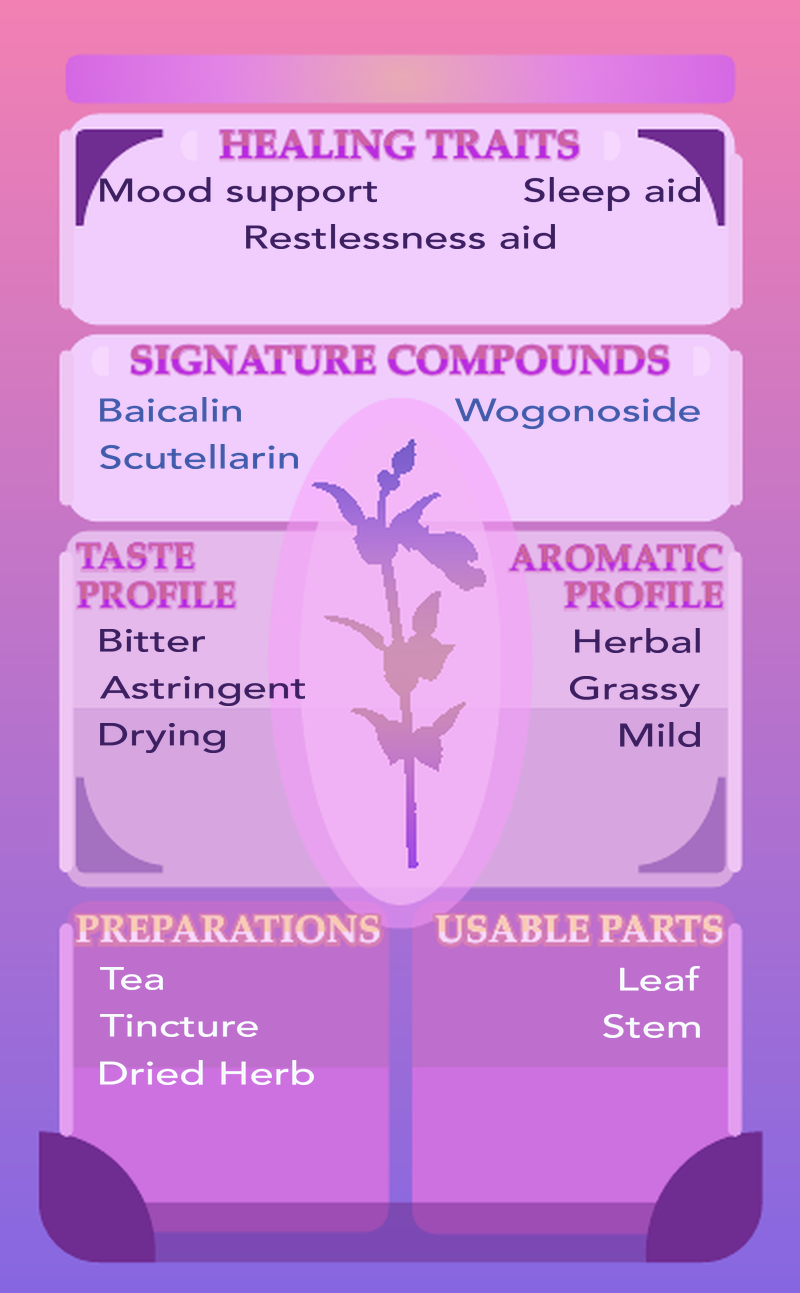 HEALING TRAITS
Mood support Sleep aid
Restlessness aid
SIGNATURE COMPOUNDS
Baicalin Wogonoside
Scutellarin
TASTE
PROFILE
Bitter
Astringent
Drying
AROMATIC
PROFILE
Herbal
Grassy
Mild
PREPARATIONS
Tea
Tincture
Dried Herb
USABLE PARTS
Leaf
Stem